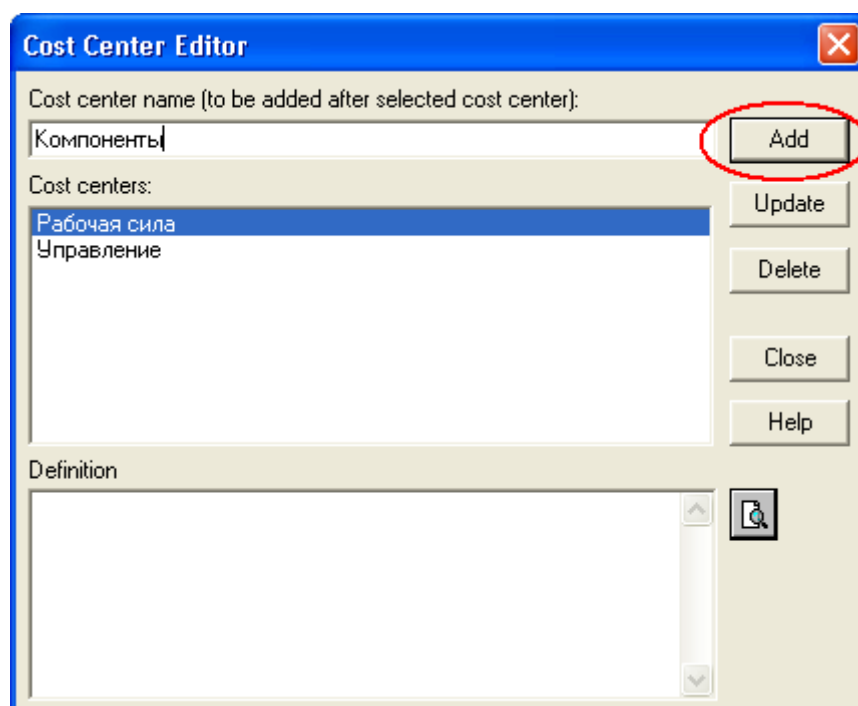 Cost Center Editor
Cost center name (to be added after selected cost center):
Компоненты
Add
Cost centers:
Update
Рабочая сила
Управление
Delete
Close
Help
Definition